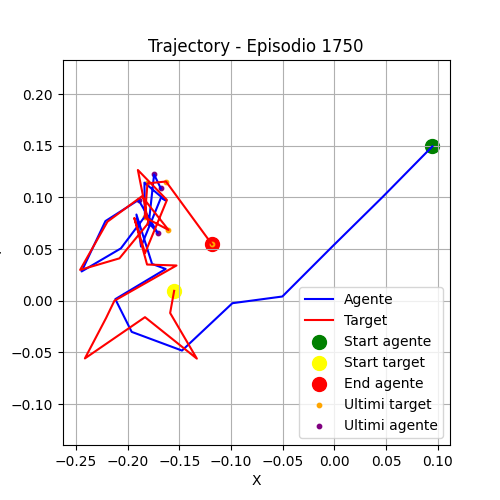 Trajectory - Episodio 1750
0.20
0.15
0.10
0.05
0.00
−0.05
−0.10
−0.25 −0.20 −0.15 −0.10 −0.05 0.00 0.05 0.10
X
Agente
Target
Start agente
Start target
End agente
Ultimi target
Ultimi agente